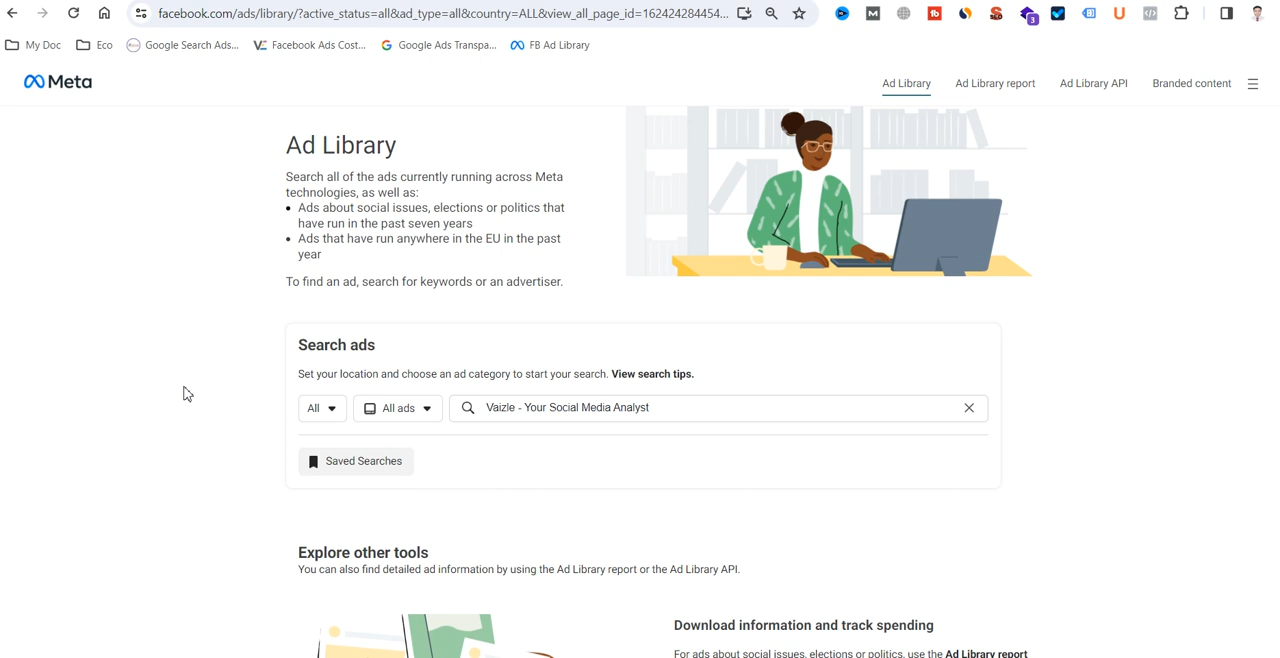 facebook.com/ads/library/?active_status=all&ad_type=all&country=ALL&view_all_page_id=162424284454...
My Doc Eco Google Search Ads... Facebook Ads Cost... Google Ads Transpa... FB Ad Library
Meta
Ad Library Ad Library report Ad Library API Branded content
Ad Library
Search all of the ads currently running across Meta
technologies, as well as:
• Ads about social issues, elections or politics that
have run in the past seven years
• Ads that have run anywhere in the EU in the past
year
To find an ad, search for keywords or an advertiser.
Search ads
Set your location and choose an ad category to start your search. View search tips.
All All ads Vaizle - Your Social Media Analyst
Saved Searches
Explore other tools
You can also find detailed ad information by using the Ad Library report or the Ad Library API.
Download information and track spending
For ads about social issues, elections or politics, use the Ad Library report